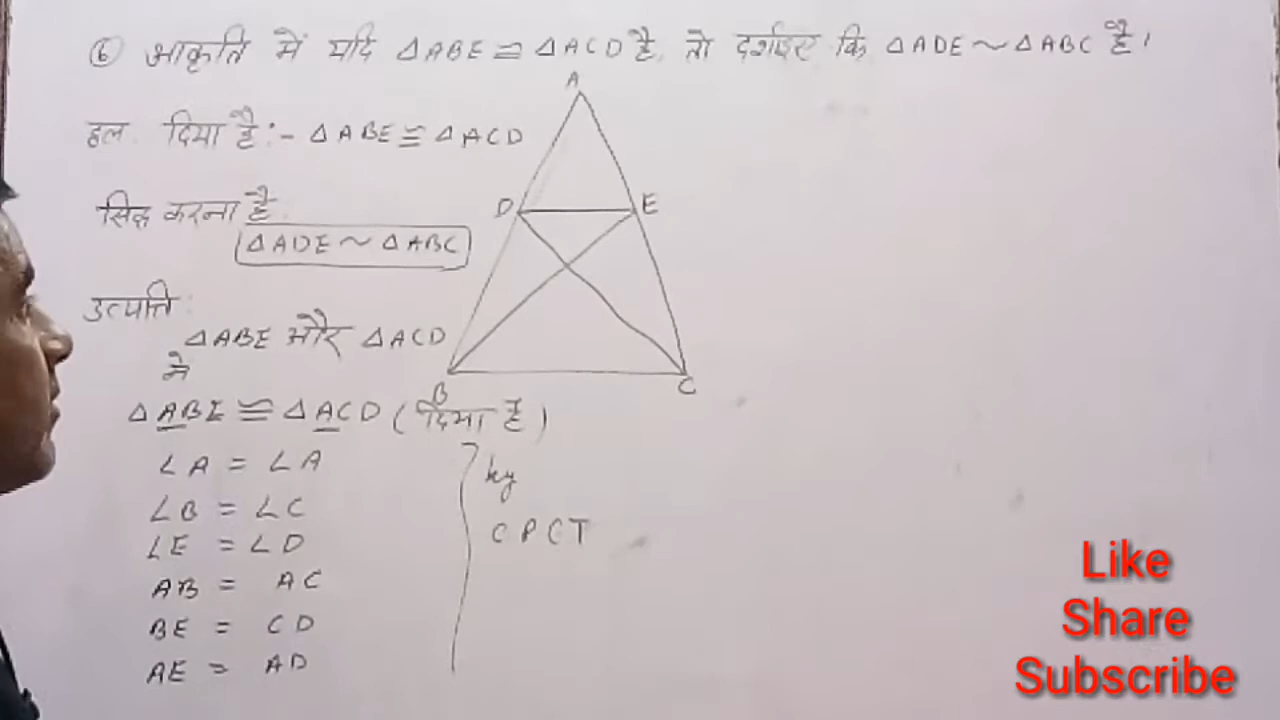 ⑥ आकृति में यदि △ABE ≅ △ACD है, तो दर्शाइए कि △ADE ~ △ABC है।
हल. दिया है:- △ABE ≅ △ACD
सिद्ध करना है:
△ADE ~ △ABC
उत्पत्ति:
△ABE और △ACD
में
△ABE ≅ △ACD (दिया है)
∠A = ∠A
∠B = ∠C
∠E = ∠D
AB = AC
BE = CD
AE = AD
by
CPCT
A
D
E
B
C
Like
Share
Subscribe